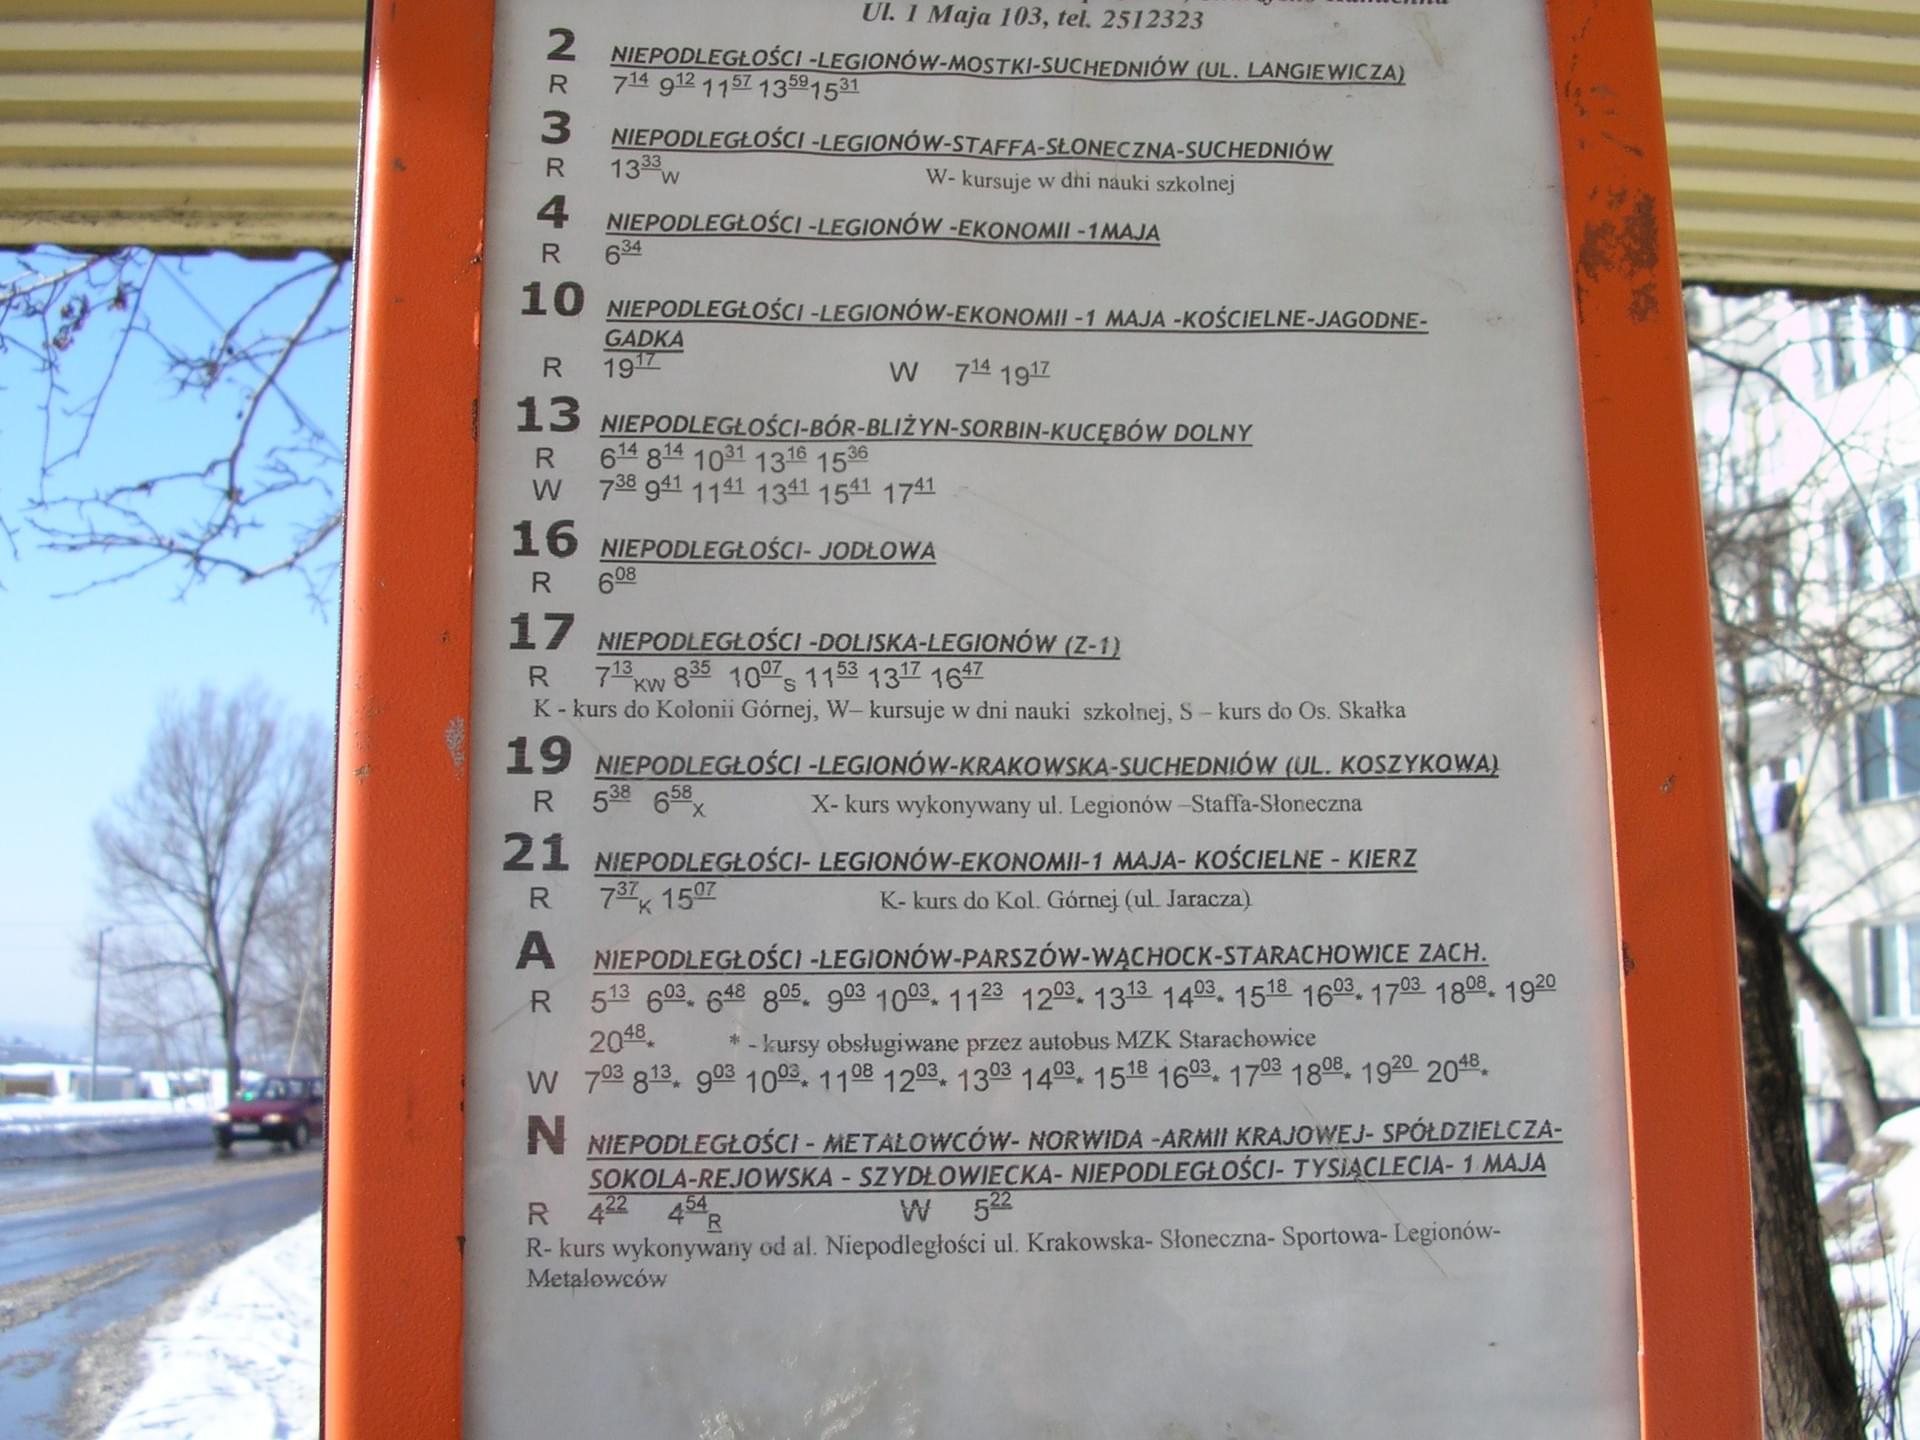 Ul. 1 Maja 103, tel. 2512323
2 NIEPODLEGŁOŚCI -LEGIONÓW-MOSTKI-SUCHEDNIÓW (UL. LANGIEWICZA)
R 7¹⁴ 9¹² 11⁵⁷ 13⁵⁹ 15³¹
3 NIEPODLEGŁOŚCI -LEGIONÓW-STAFFA-SŁONECZNA-SUCHEDNIÓW
R 13³³W W- kursuje w dni nauki szkolnej
4 NIEPODLEGŁOŚCI -LEGIONÓW -EKONOMII -1MAJA
R 6³⁴
10 NIEPODLEGŁOŚCI -LEGIONÓW-EKONOMII -1 MAJA -KOŚCIELNE-JAGODNE-
GADKA
R 19¹⁷ W 7¹⁴ 19¹⁷
13 NIEPODLEGŁOŚCI-BÓR-BLIŻYN-SORBIN-KUCĘBÓW DOLNY
R 6¹⁴ 8¹⁴ 10³¹ 13¹⁶ 15³⁶
W 7³⁸ 9⁴¹ 11⁴¹ 13⁴¹ 15⁴¹ 17⁴¹
16 NIEPODLEGŁOŚCI- JODŁOWA
R 6⁰⁸
17 NIEPODLEGŁOŚCI -DOLISKA-LEGIONÓW (Z-1)
R 7¹³KW 8³⁵ 10⁰⁷S 11⁵³ 13¹⁷ 16⁴⁷
K - kurs do Kolonii Górnej, W– kursuje w dni nauki szkolnej, S – kurs do Os. Skałka
19 NIEPODLEGŁOŚCI -LEGIONÓW-KRAKOWSKA-SUCHEDNIÓW (UL. KOSZYKOWA)
R 5³⁸ 6⁵⁸X X- kurs wykonywany ul. Legionów –Staffa-Słoneczna
21 NIEPODLEGŁOŚCI- LEGIONÓW-EKONOMII-1 MAJA- KOŚCIELNE - KIERZ
R 7³⁷K 15⁰⁷ K- kurs do Kol. Górnej (ul. Jaracza)
A NIEPODLEGŁOŚCI -LEGIONÓW-PARSZÓW-WĄCHOCK-STARACHOWICE ZACH.
R 5¹³ 6⁰³* 6⁴⁸ 8⁰⁵* 9⁰³ 10⁰³* 11²³ 12⁰³* 13¹³ 14⁰³* 15¹⁸ 16⁰³* 17⁰³ 18⁰⁸* 19²⁰
20⁴⁸* * - kursy obsługiwane przez autobus MZK Starachowice
W 7⁰³ 8¹³* 9⁰³ 10⁰³* 11⁰⁸ 12⁰³* 13⁰³ 14⁰³* 15¹⁸ 16⁰³* 17⁰³ 18⁰⁸* 19²⁰ 20⁴⁸*
N NIEPODLEGŁOŚCI - METALOWCÓW- NORWIDA -ARMII KRAJOWEJ- SPÓŁDZIELCZA-
SOKOLA-REJOWSKA - SZYDŁOWIECKA- NIEPODLEGŁOŚCI- TYSIĄCLECIA- 1 MAJA
R 4²² 4⁵⁴R W 5²²
R- kurs wykonywany od al. Niepodległości ul. Krakowska- Słoneczna- Sportowa- Legionów-
Metalowców